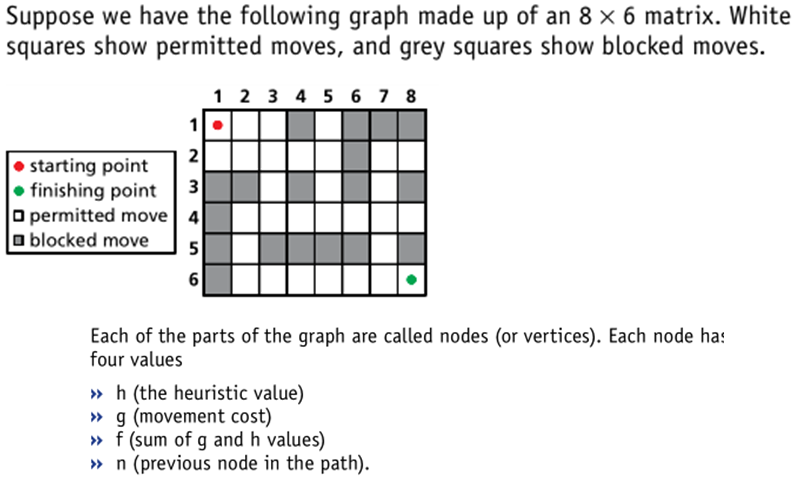 Suppose we have the following graph made up of an 8 × 6 matrix. White
squares show permitted moves, and grey squares show blocked moves.
1 2 3 4 5 6 7 8
1
2
3
4
5
6
starting point
finishing point
permitted move
blocked move
Each of the parts of the graph are called nodes (or vertices). Each node has
four values
» h (the heuristic value)
» g (movement cost)
» f (sum of g and h values)
» n (previous node in the path).